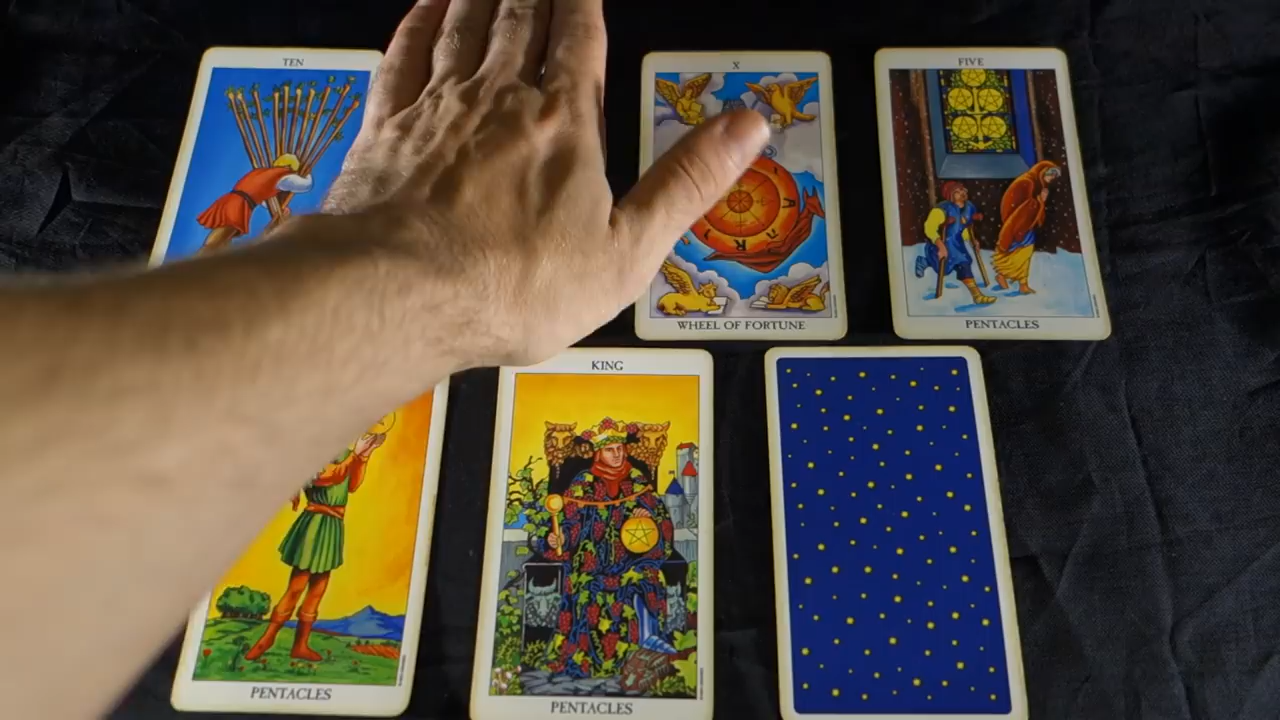 TEN
X
FIVE
WHEEL OF FORTUNE
PENTACLES
KING
PENTACLES
PENTACLES